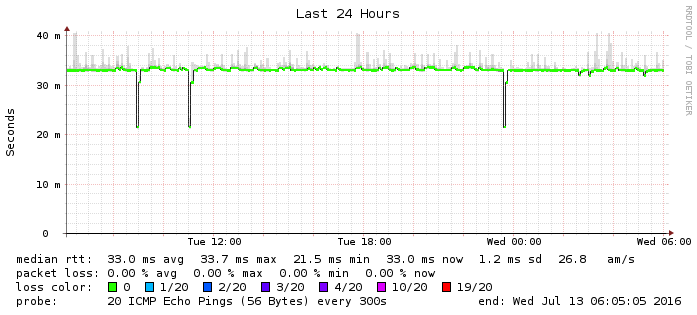 Last 24 Hours
RRDTOOL / TOBI OETIKER
Seconds
40 m
30 m
20 m
10 m
0
Tue 12:00 Tue 18:00 Wed 00:00 Wed 06:00
median rtt: 33.0 ms avg 33.7 ms max 21.5 ms min 33.0 ms now 1.2 ms sd 26.8 am/s
packet loss: 0.00 % avg 0.00 % max 0.00 % min 0.00 % now
loss color: 0 1/20 2/20 3/20 4/20 10/20 19/20
probe: 20 ICMP Echo Pings (56 Bytes) every 300s end: Wed Jul 13 06:05:05 2016